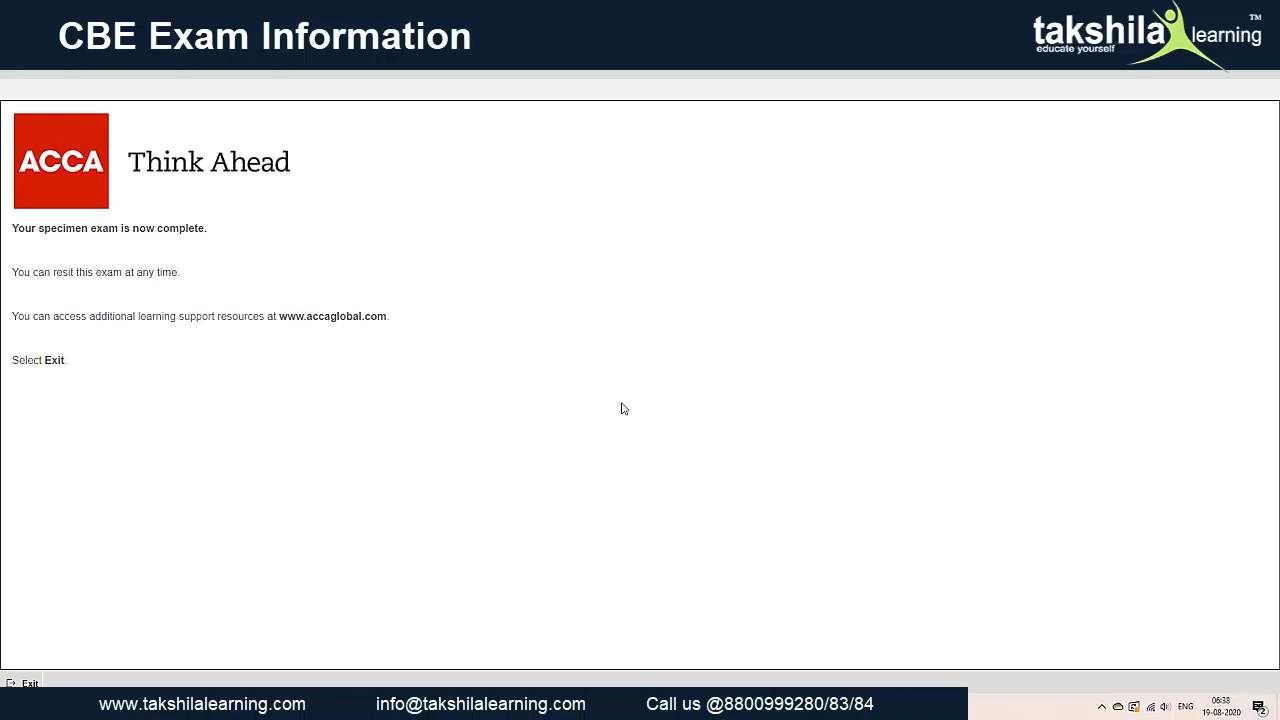 CBE Exam Information
takshila learning TM
educate yourself
ACCA
Think Ahead
Your specimen exam is now complete.
You can resit this exam at any time.
You can access additional learning support resources at www.accaglobal.com.
Select Exit.
Exit
www.takshilalearning.com info@takshilalearning.com Call us @8800999280/83/84
ENG
06:38
19-08-2020
2